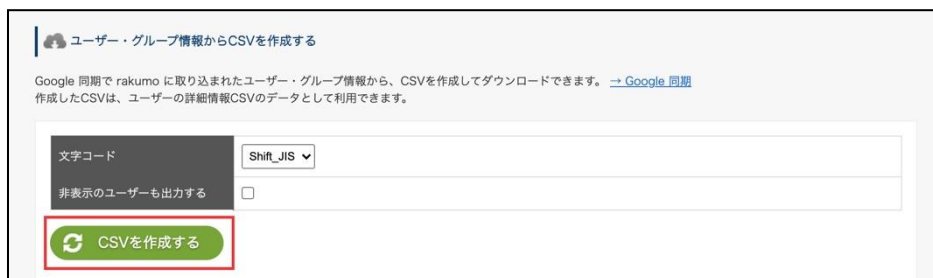 ユーザー・グループ情報からCSVを作成する
Google 同期で rakumo に取り込まれたユーザー・グループ情報から、CSVを作成してダウンロードできます。 → Google 同期
作成したCSVは、ユーザーの詳細情報CSVのデータとして利用できます。
文字コード Shift_JIS
非表示のユーザーも出力する
CSVを作成する